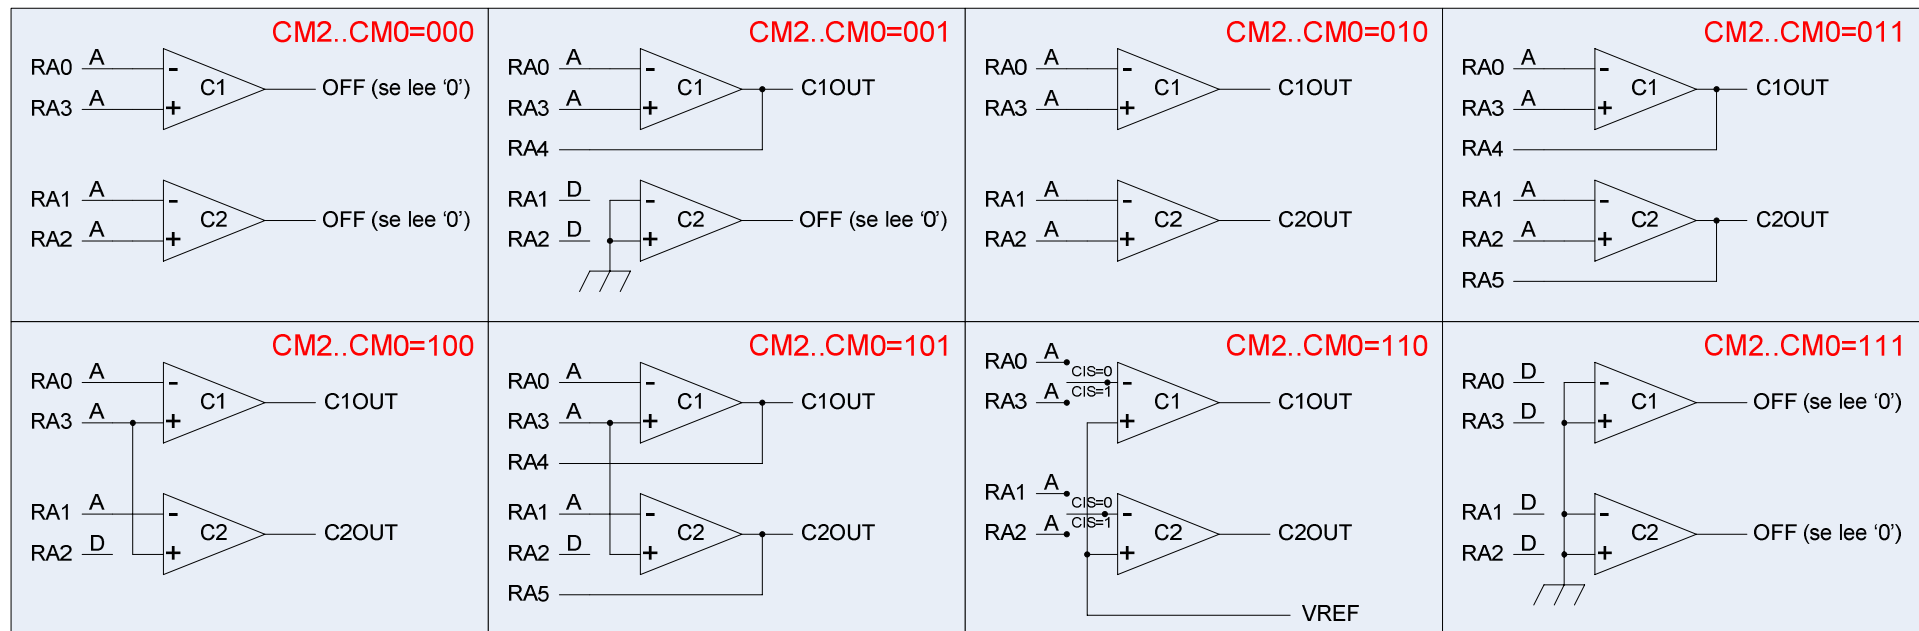 CM2..CM0=000
RA0 A - C1 OFF (se lee ‘0’)
RA3 A +
RA1 A - C2 OFF (se lee ‘0’)
RA2 A +
CM2..CM0=001
RA0 A - C1 C1OUT
RA3 A +
RA4
RA1 D - C2 OFF (se lee ‘0’)
RA2 D +
CM2..CM0=010
RA0 A - C1 C1OUT
RA3 A +
RA1 A - C2 C2OUT
RA2 A +
CM2..CM0=011
RA0 A - C1 C1OUT
RA3 A +
RA4
RA1 A - C2 C2OUT
RA2 A +
RA5
CM2..CM0=100
RA0 A - C1 C1OUT
RA3 A +
RA1 A - C2 C2OUT
RA2 D +
CM2..CM0=101
RA0 A - C1 C1OUT
RA3 A +
RA4
RA1 A - C2 C2OUT
RA2 D +
RA5
CM2..CM0=110
RA0 A
CIS=0 -
CIS=1 C1 C1OUT
RA3 A +
RA1 A
CIS=0 -
CIS=1 C2 C2OUT
RA2 A +
VREF
CM2..CM0=111
RA0 D - C1 OFF (se lee ‘0’)
RA3 D +
RA1 D - C2 OFF (se lee ‘0’)
RA2 D +